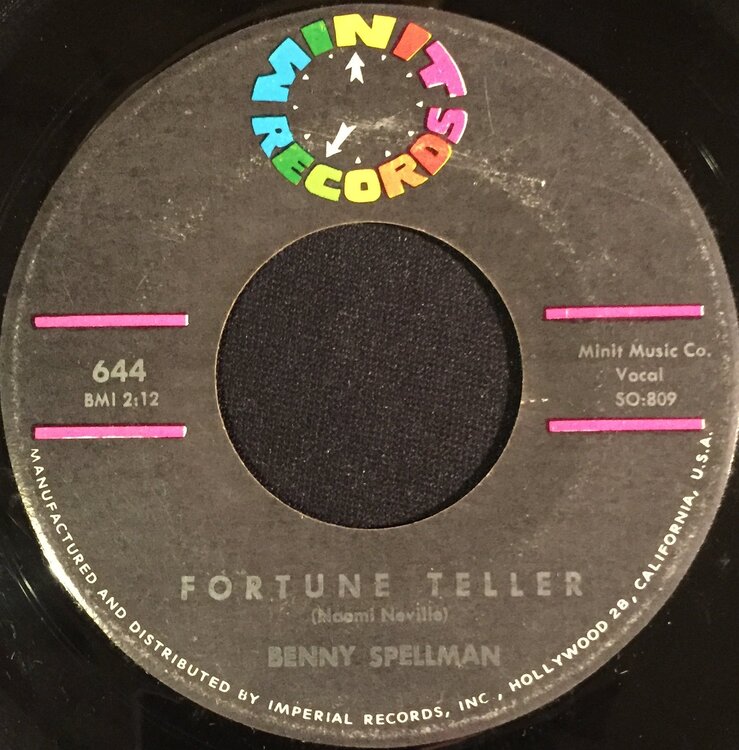 MINIT
RECORDS
644
BMI 2:12
Minit Music Co.
Vocal
SO:809
FORTUNE TELLER
(Naomi Neville)
BENNY SPELLMAN
MANUFACTURED AND DISTRIBUTED BY IMPERIAL RECORDS, INC., HOLLYWOOD 28, CALIFORNIA, U.S.A.